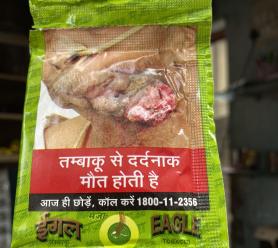 तम्बाकू से दर्दनाक
मौत होती है
आज ही छोड़ें, कॉल करें 1800-11-2356
ईगल EAGLE